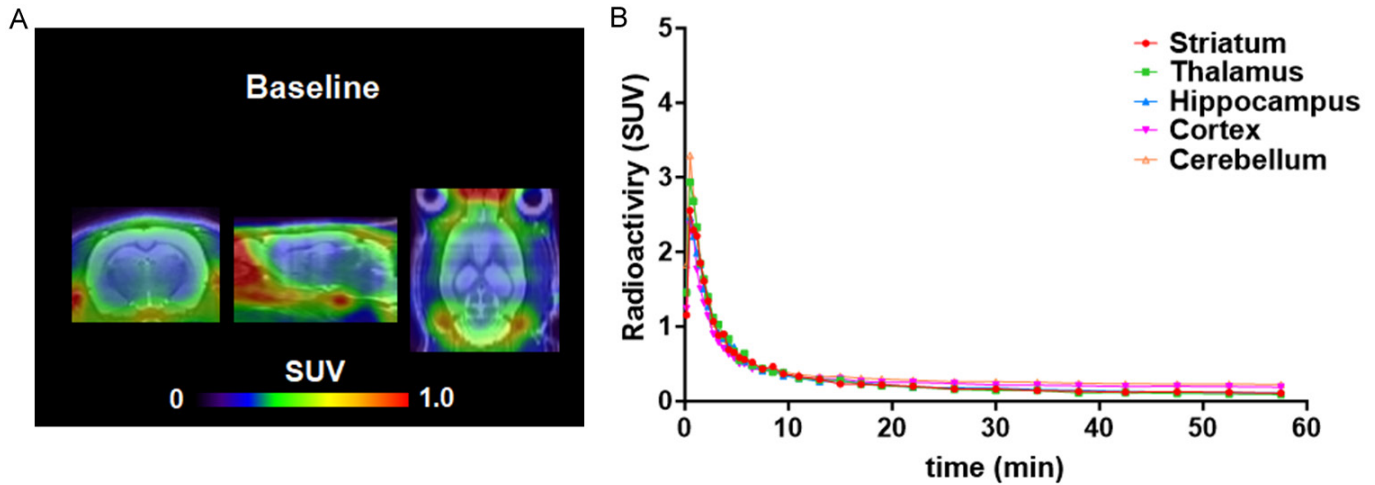 A
Baseline
SUV
0
1.0
B
Radioactiviry (SUV)
5
4
3
2
1
0
Striatum
Thalamus
Hippocampus
Cortex
Cerebellum
0 10 20 30 40 50 60
time (min)